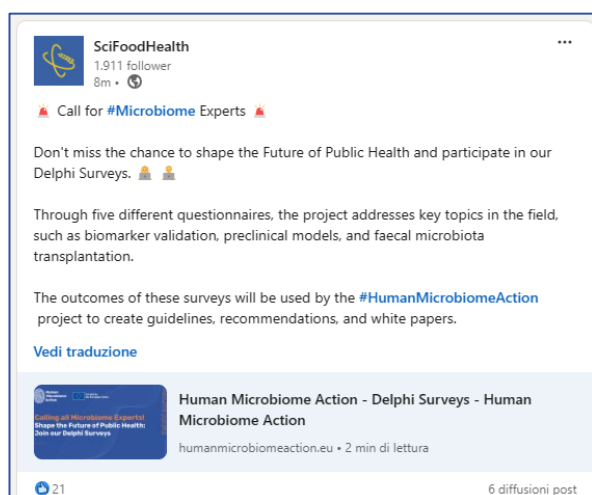 SciFoodHealth
1.911 follower
8m •
Call for #Microbiome Experts
Don't miss the chance to shape the Future of Public Health and participate in our
Delphi Surveys.
Through five different questionnaires, the project addresses key topics in the field,
such as biomarker validation, preclinical models, and faecal microbiota
transplantation.
The outcomes of these surveys will be used by the #HumanMicrobiomeAction
project to create guidelines, recommendations, and white papers.
Vedi traduzione
Human
Microbiome
Action
Calling all Microbiome Experts!
Shape the Future of Public Health:
Join our Delphi Surveys
Human Microbiome Action - Delphi Surveys - Human
Microbiome Action
humanmicrobiomeaction.eu • 2 min di lettura
21
6 diffusioni post